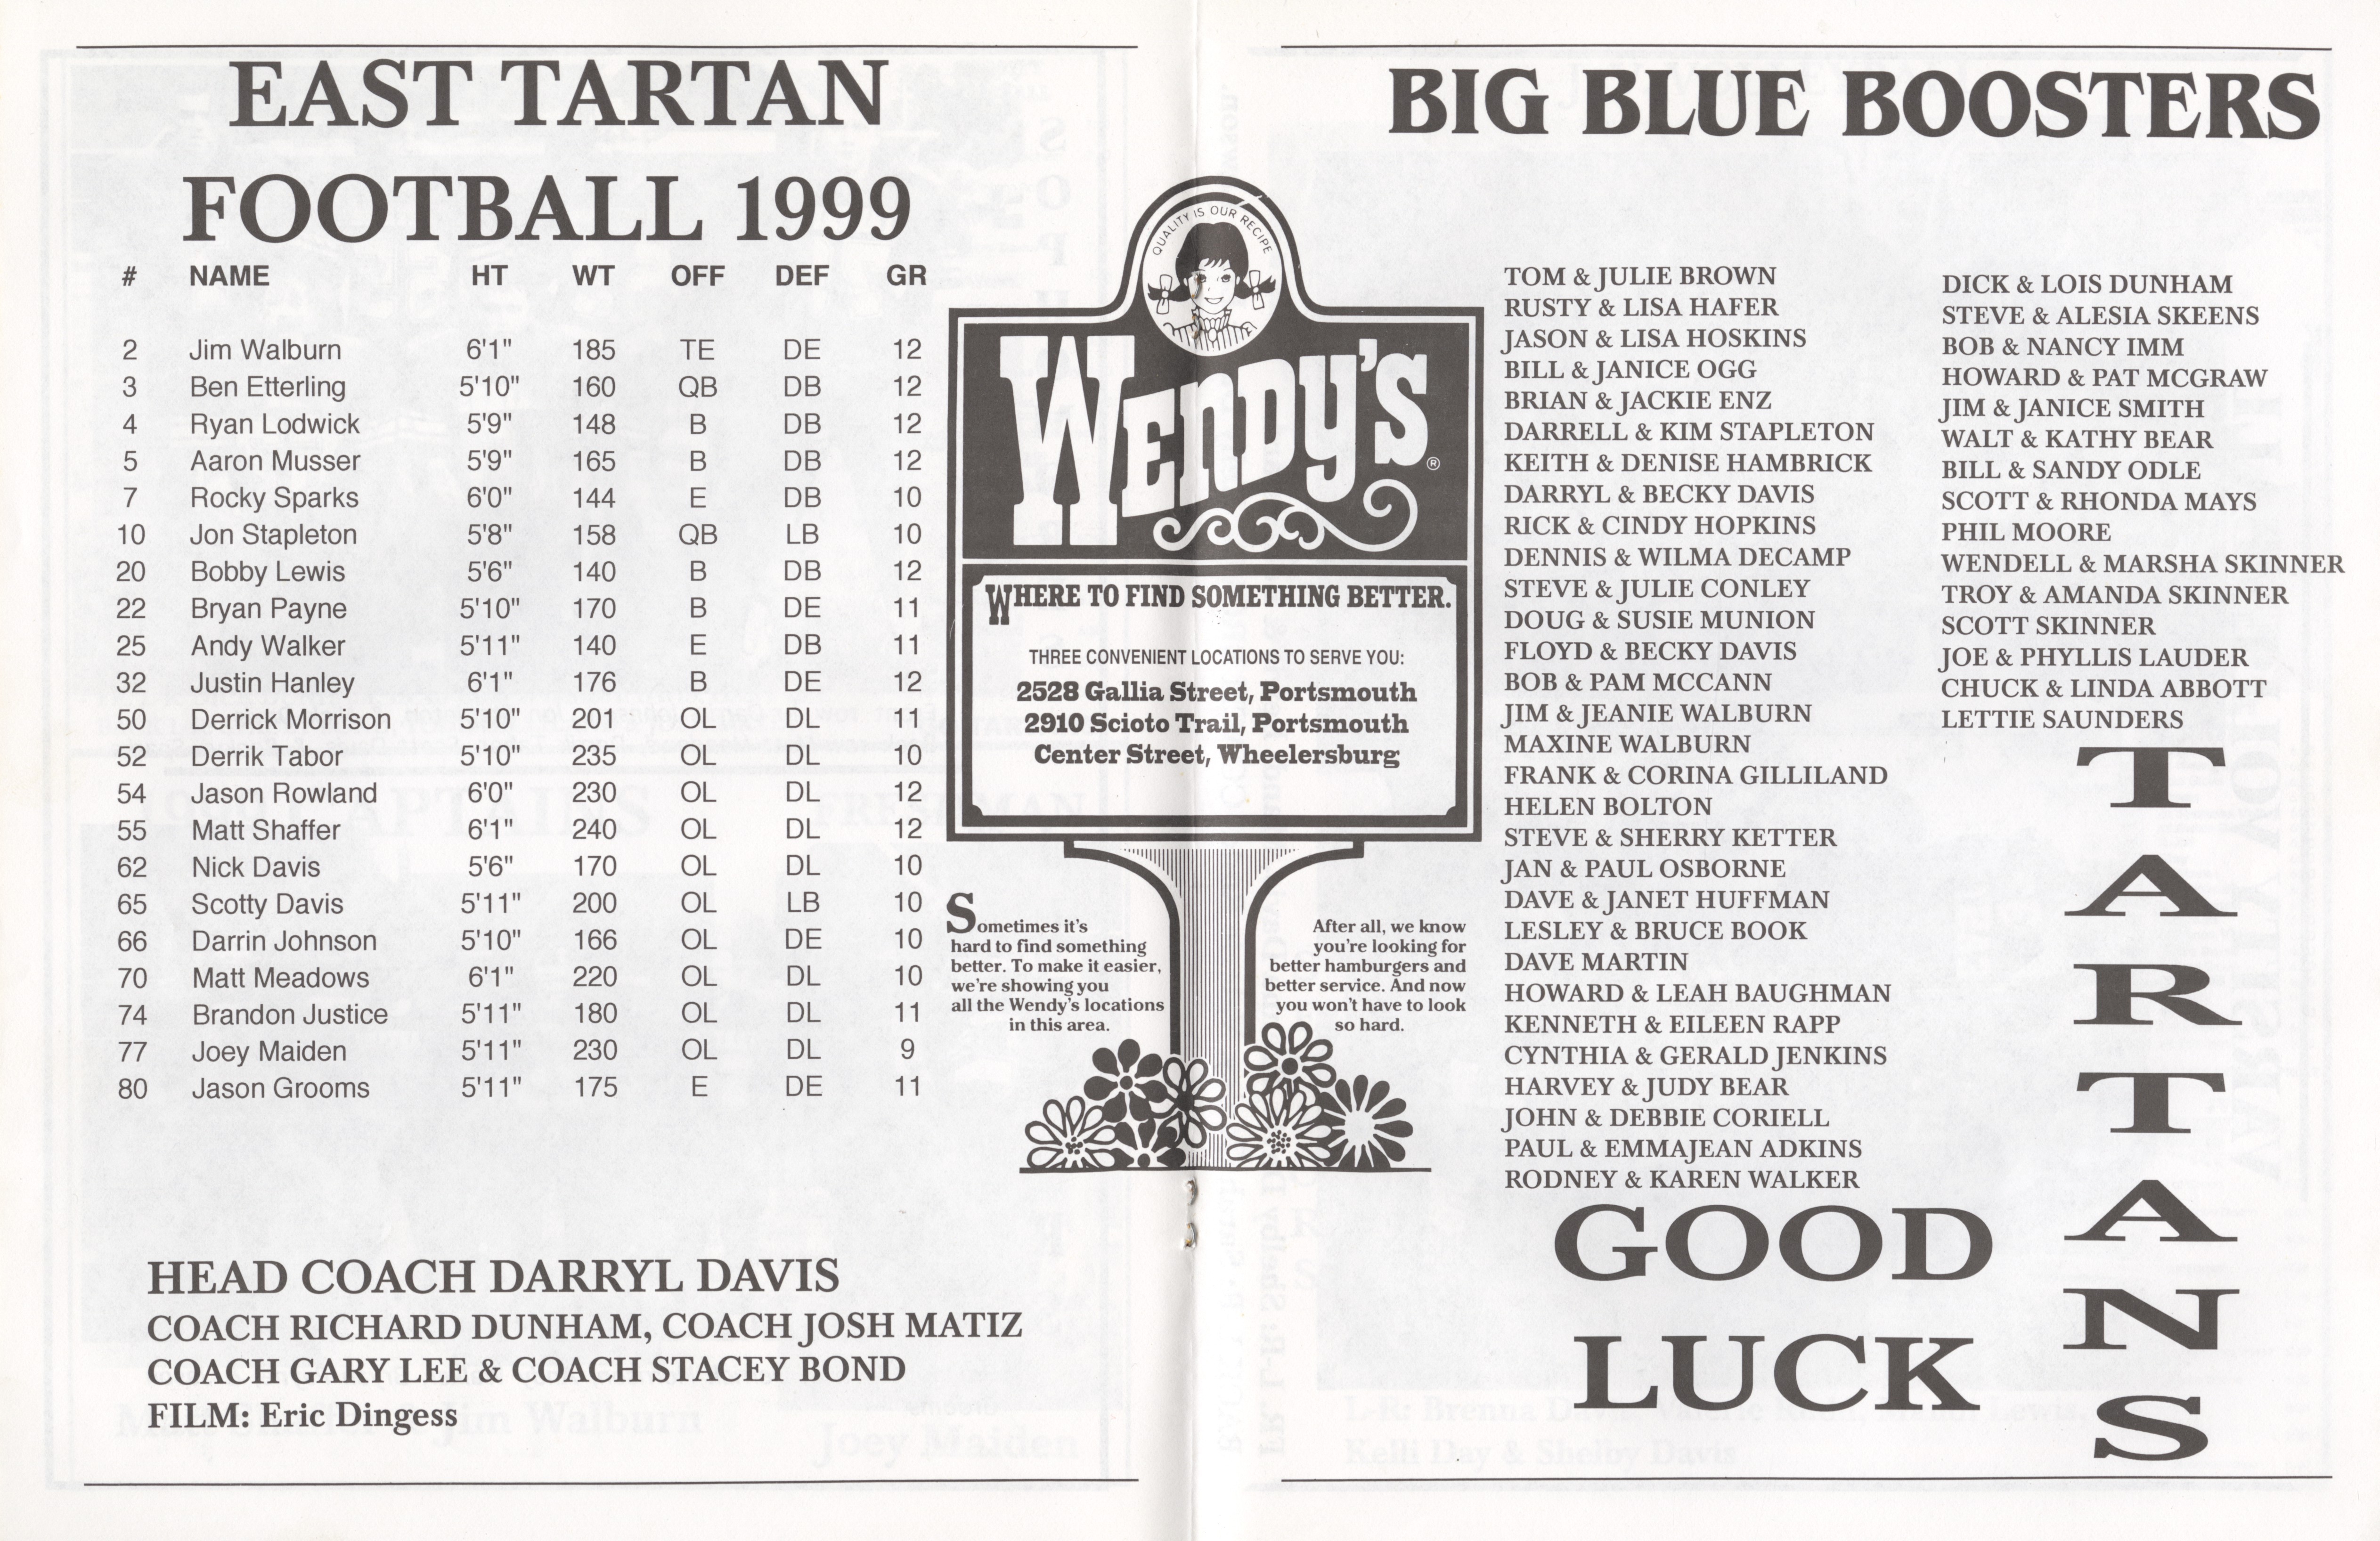 EAST TARTAN
FOOTBALL 1999
# NAME HT WT OFF DEF GR
2 Jim Walburn 6'1" 185 TE DE 12
3 Ben Etterling 5'10" 160 QB DB 12
4 Ryan Lodwick 5'9" 148 B DB 12
5 Aaron Musser 5'9" 165 B DB 12
7 Rocky Sparks 6'0" 144 E DB 10
10 Jon Stapleton 5'8" 158 QB LB 10
20 Bobby Lewis 5'6" 140 B DB 12
22 Bryan Payne 5'10" 170 B DE 11
25 Andy Walker 5'11" 140 E DB 11
32 Justin Hanley 6'1" 176 B DE 12
50 Derrick Morrison 5'10" 201 OL DL 11
52 Derrik Tabor 5'10" 235 OL DL 10
54 Jason Rowland 6'0" 230 OL DL 12
55 Matt Shaffer 6'1" 240 OL DL 12
62 Nick Davis 5'6" 170 OL DL 10
65 Scotty Davis 5'11" 200 OL LB 10
66 Darrin Johnson 5'10" 166 OL DE 10
70 Matt Meadows 6'1" 220 OL DL 10
74 Brandon Justice 5'11" 180 OL DL 11
77 Joey Maiden 5'11" 230 OL DL 9
80 Jason Grooms 5'11" 175 E DE 11
HEAD COACH DARRYL DAVIS
COACH RICHARD DUNHAM, COACH JOSH MATIZ
COACH GARY LEE & COACH STACEY BOND
FILM: Eric Dingess
QUALITY IS OUR RECIPE
WENDY'S ®
WHERE TO FIND SOMETHING BETTER.
THREE CONVENIENT LOCATIONS TO SERVE YOU:
2528 Gallia Street, Portsmouth
2910 Scioto Trail, Portsmouth
Center Street, Wheelersburg
Sometimes it's
hard to find something
better. To make it easier,
we're showing you
all the Wendy's locations
in this area.
After all, we know
you're looking for
better hamburgers and
better service. And now
you won't have to look
so hard.
BIG BLUE BOOSTERS
TOM & JULIE BROWN
RUSTY & LISA HAFER
JASON & LISA HOSKINS
BILL & JANICE OGG
BRIAN & JACKIE ENZ
DARRELL & KIM STAPLETON
KEITH & DENISE HAMBRICK
DARRYL & BECKY DAVIS
RICK & CINDY HOPKINS
DENNIS & WILMA DECAMP
STEVE & JULIE CONLEY
DOUG & SUSIE MUNION
FLOYD & BECKY DAVIS
BOB & PAM MCCANN
JIM & JEANIE WALBURN
MAXINE WALBURN
FRANK & CORINA GILLILAND
HELEN BOLTON
STEVE & SHERRY KETTER
JAN & PAUL OSBORNE
DAVE & JANET HUFFMAN
LESLEY & BRUCE BOOK
DAVE MARTIN
HOWARD & LEAH BAUGHMAN
KENNETH & EILEEN RAPP
CYNTHIA & GERALD JENKINS
HARVEY & JUDY BEAR
JOHN & DEBBIE CORIELL
PAUL & EMMAJEAN ADKINS
RODNEY & KAREN WALKER
DICK & LOIS DUNHAM
STEVE & ALESIA SKEENS
BOB & NANCY IMM
HOWARD & PAT MCGRAW
JIM & JANICE SMITH
WALT & KATHY BEAR
BILL & SANDY ODLE
SCOTT & RHONDA MAYS
PHIL MOORE
WENDELL & MARSHA SKINNER
TROY & AMANDA SKINNER
SCOTT SKINNER
JOE & PHYLLIS LAUDER
CHUCK & LINDA ABBOTT
LETTIE SAUNDERS
GOOD
LUCK
TARTANS